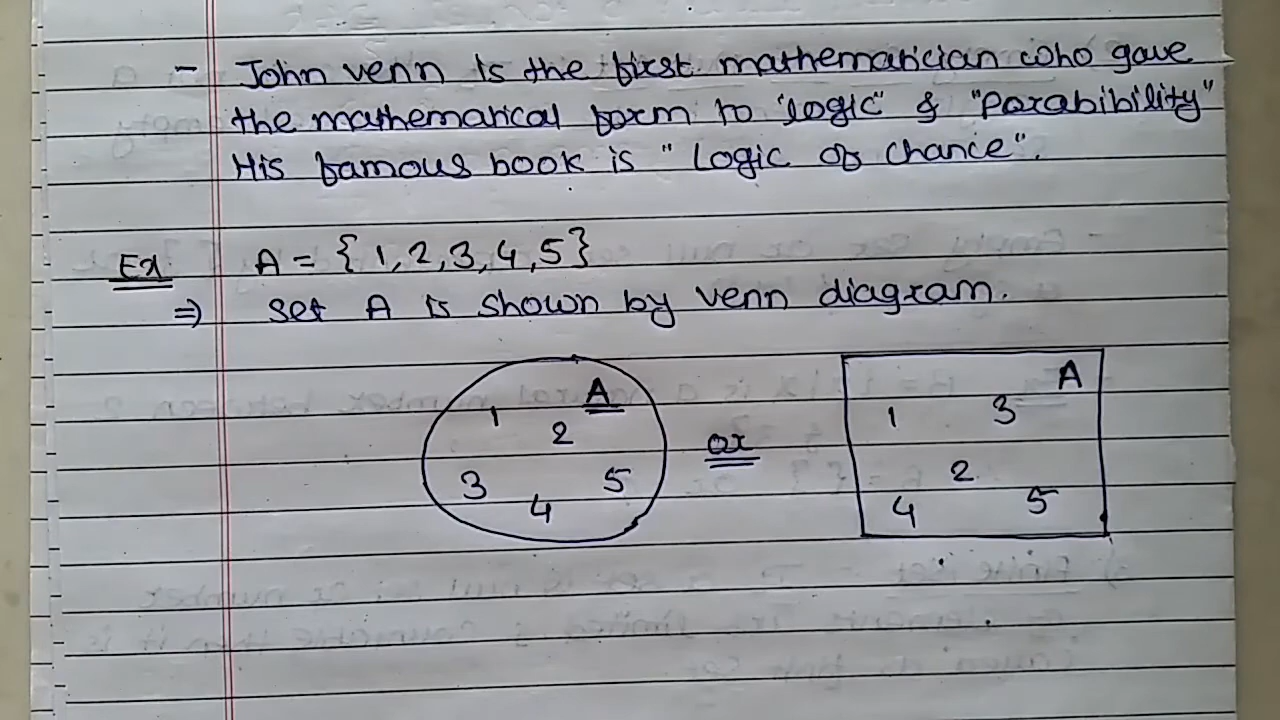 - John venn is the first mathematician who gave
the mathematical form to "logic" & "Parabibility"
His famous book is "Logic of chance".
Ex A = {1,2,3,4,5}
⇒ Set A is shown by venn diagram.
A A
1 2 or 1 3
3 4 5 2
4 5